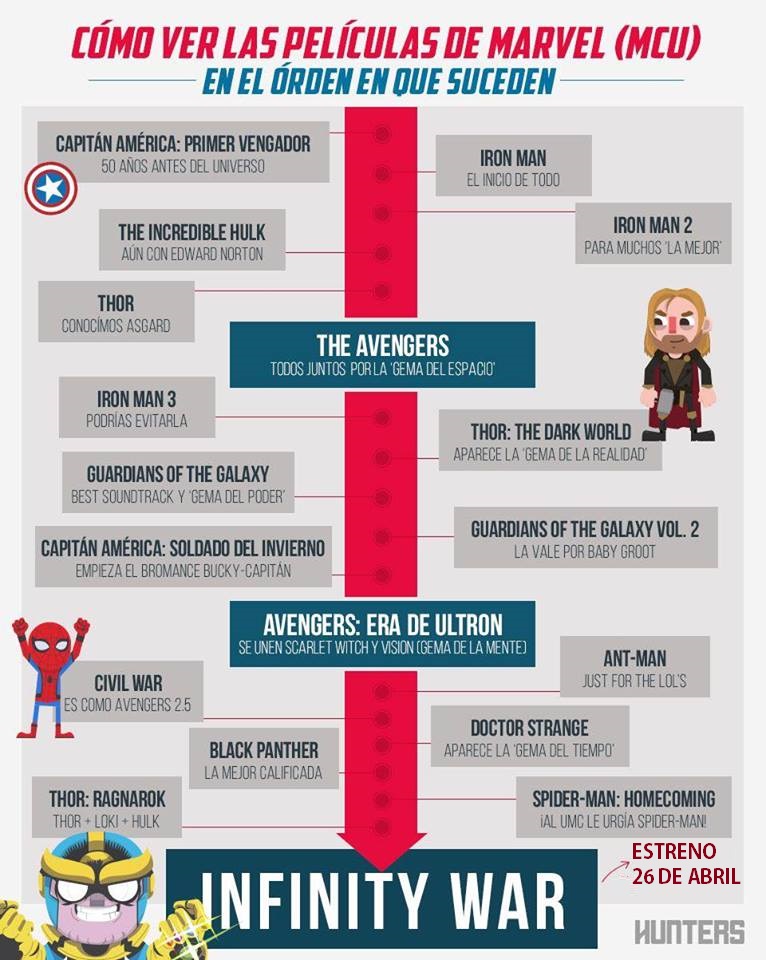 CÓMO VER LAS PELÍCULAS DE MARVEL (MCU)
EN EL ÓRDEN EN QUE SUCEDEN
CAPITÁN AMÉRICA: PRIMER VENGADOR
50 AÑOS ANTES DEL UNIVERSO
IRON MAN
EL INICIO DE TODO
IRON MAN 2
PARA MUCHOS 'LA MEJOR'
THE INCREDIBLE HULK
AÚN CON EDWARD NORTON
THOR
CONOCÍMOS ASGARD
THE AVENGERS
TODOS JUNTOS POR LA 'GEMA DEL ESPACIO'
IRON MAN 3
PODRÍAS EVITARLA
THOR: THE DARK WORLD
APARECE LA 'GEMA DE LA REALIDAD'
GUARDIANS OF THE GALAXY
BEST SOUNDTRACK Y 'GEMA DEL PODER'
GUARDIANS OF THE GALAXY VOL. 2
LA VALE POR BABY GROOT
CAPITÁN AMÉRICA: SOLDADO DEL INVIERNO
EMPIEZA EL BROMANCE BUCKY-CAPITÁN
AVENGERS: ERA DE ULTRON
SE UNEN SCARLET WITCH Y VISION (GEMA DE LA MENTE)
ANT-MAN
JUST FOR THE LOL'S
CIVIL WAR
ES COMO AVENGERS 2.5
DOCTOR STRANGE
APARECE LA 'GEMA DEL TIEMPO'
BLACK PANTHER
LA MEJOR CALIFICADA
SPIDER-MAN: HOMECOMING
¡AL UMC LE URGÍA SPIDER-MAN!
THOR: RAGNAROK
THOR + LOKI + HULK
INFINITY WAR
ESTRENO
26 DE ABRIL
HUNTERS